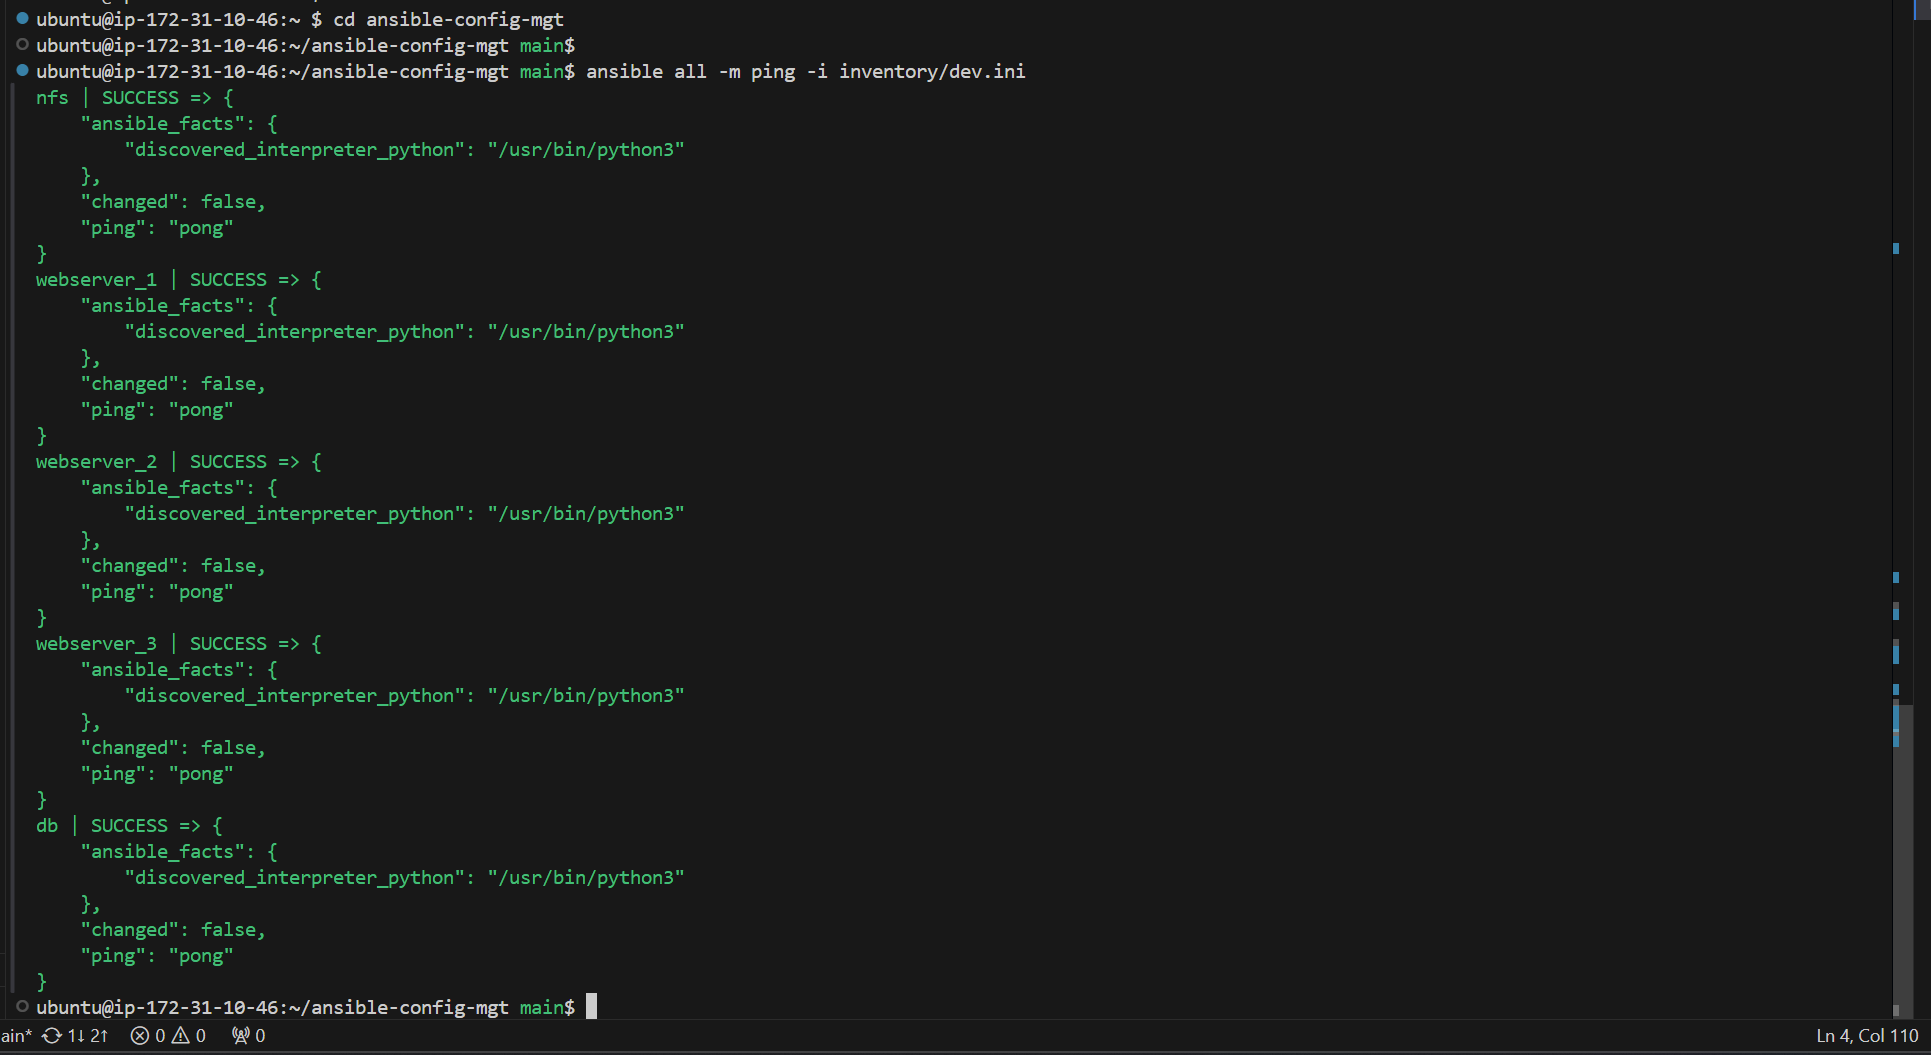 ubuntu@ip-172-31-10-46:~ $ cd ansible-config-mgt
ubuntu@ip-172-31-10-46:~/ansible-config-mgt main$
ubuntu@ip-172-31-10-46:~/ansible-config-mgt main$ ansible all -m ping -i inventory/dev.ini
nfs | SUCCESS => {
    "ansible_facts": {
        "discovered_interpreter_python": "/usr/bin/python3"
    },
    "changed": false,
    "ping": "pong"
}
webserver_1 | SUCCESS => {
    "ansible_facts": {
        "discovered_interpreter_python": "/usr/bin/python3"
    },
    "changed": false,
    "ping": "pong"
}
webserver_2 | SUCCESS => {
    "ansible_facts": {
        "discovered_interpreter_python": "/usr/bin/python3"
    },
    "changed": false,
    "ping": "pong"
}
webserver_3 | SUCCESS => {
    "ansible_facts": {
        "discovered_interpreter_python": "/usr/bin/python3"
    },
    "changed": false,
    "ping": "pong"
}
db | SUCCESS => {
    "ansible_facts": {
        "discovered_interpreter_python": "/usr/bin/python3"
    },
    "changed": false,
    "ping": "pong"
}
ubuntu@ip-172-31-10-46:~/ansible-config-mgt main$
ain* 1↓ 2↑ 0 0 0 Ln 4, Col 110